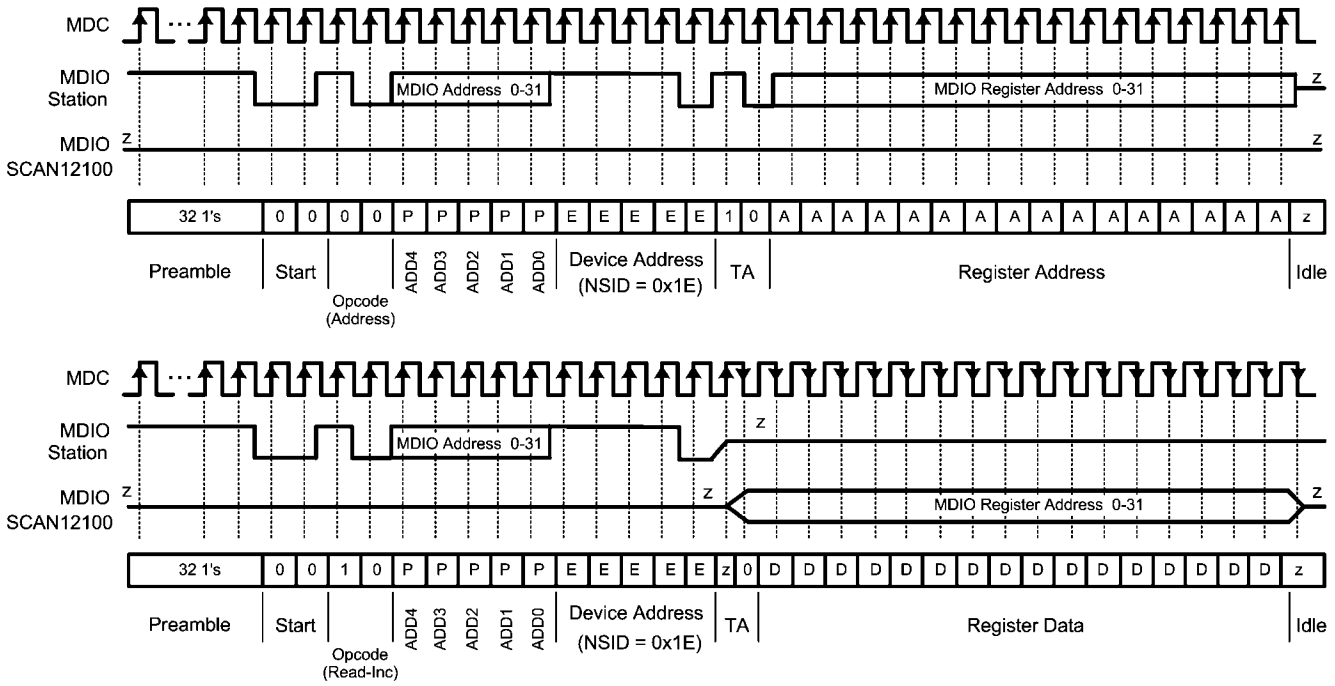 MDC
...
MDIO
Station
MDIO Address 0-31
MDIO Register Address 0-31
z
MDIO
SCAN12100
z
z
32 1's 0 0 0 0 P P P P P E E E E E 1 0 A A A A A A A A A A A A A A A A z
Preamble
Start
Opcode
(Address)
ADD4
ADD3
ADD2
ADD1
ADD0
Device Address
(NSID = 0x1E)
TA
Register Address
Idle
MDC
...
MDIO
Station
MDIO Address 0-31
z
MDIO
SCAN12100
z
z
MDIO Register Address 0-31
z
32 1's 0 0 1 0 P P P P P E E E E E z 0 D D D D D D D D D D D D D D D D z
Preamble
Start
Opcode
(Read-Inc)
ADD4
ADD3
ADD2
ADD1
ADD0
Device Address
(NSID = 0x1E)
TA
Register Data
Idle